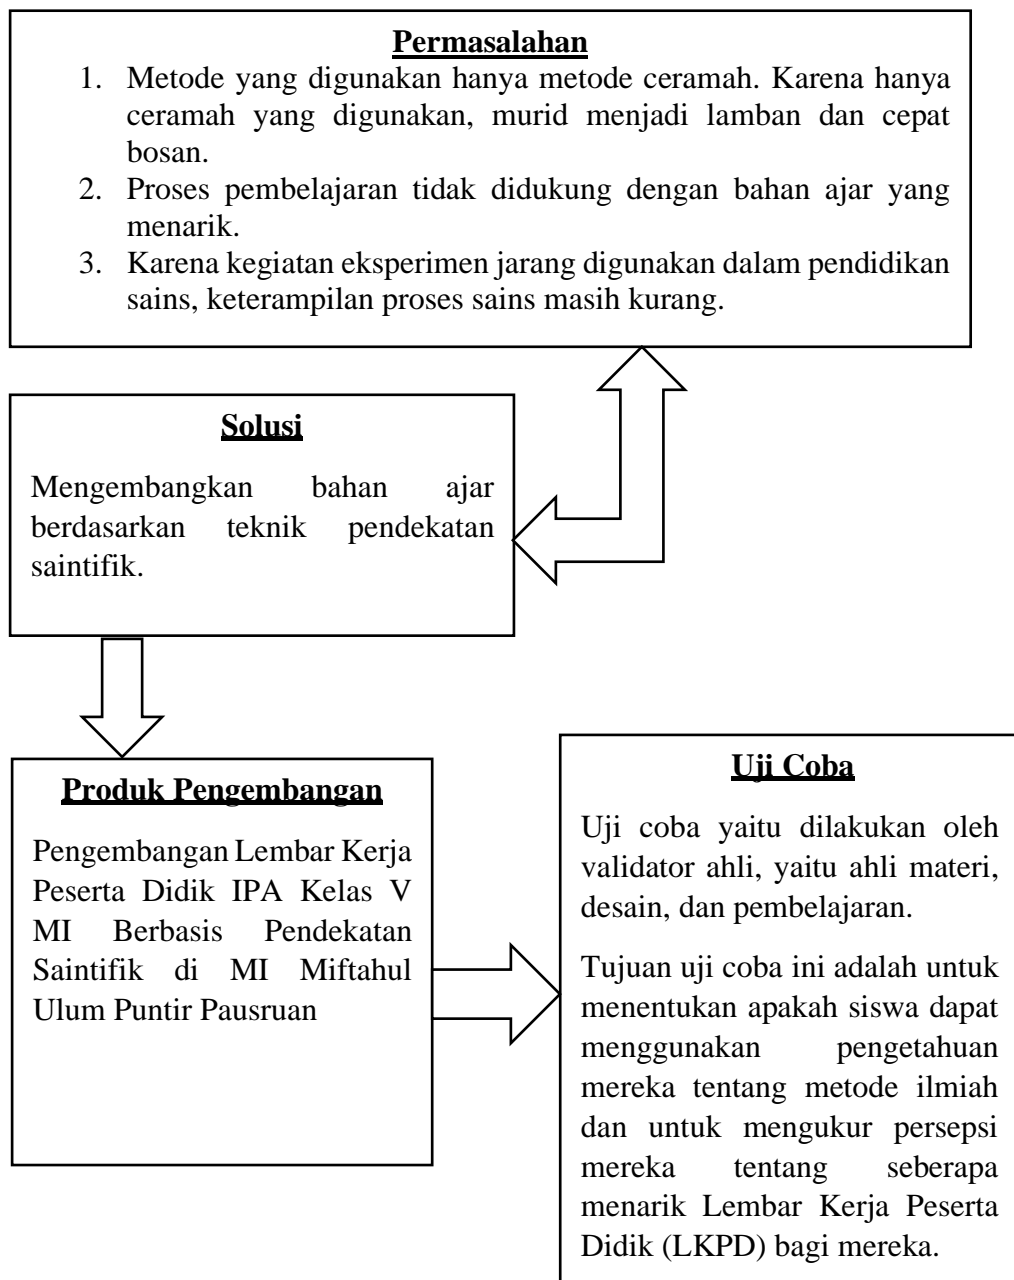 Permasalahan
1. Metode yang digunakan hanya metode ceramah. Karena hanya
ceramah yang digunakan, murid menjadi lamban dan cepat
bosan.
2. Proses pembelajaran tidak didukung dengan bahan ajar yang
menarik.
3. Karena kegiatan eksperimen jarang digunakan dalam pendidikan
sains, keterampilan proses sains masih kurang.
Solusi
Mengembangkan bahan ajar
berdasarkan teknik pendekatan
saintifik.
Produk Pengembangan
Pengembangan Lembar Kerja
Peserta Didik IPA Kelas V
MI Berbasis Pendekatan
Saintifik di MI Miftahul
Ulum Puntir Pausruan
Uji Coba
Uji coba yaitu dilakukan oleh
validator ahli, yaitu ahli materi,
desain, dan pembelajaran.
Tujuan uji coba ini adalah untuk
menentukan apakah siswa dapat
menggunakan pengetahuan
mereka tentang metode ilmiah
dan untuk mengukur persepsi
mereka tentang seberapa
menarik Lembar Kerja Peserta
Didik (LKPD) bagi mereka.